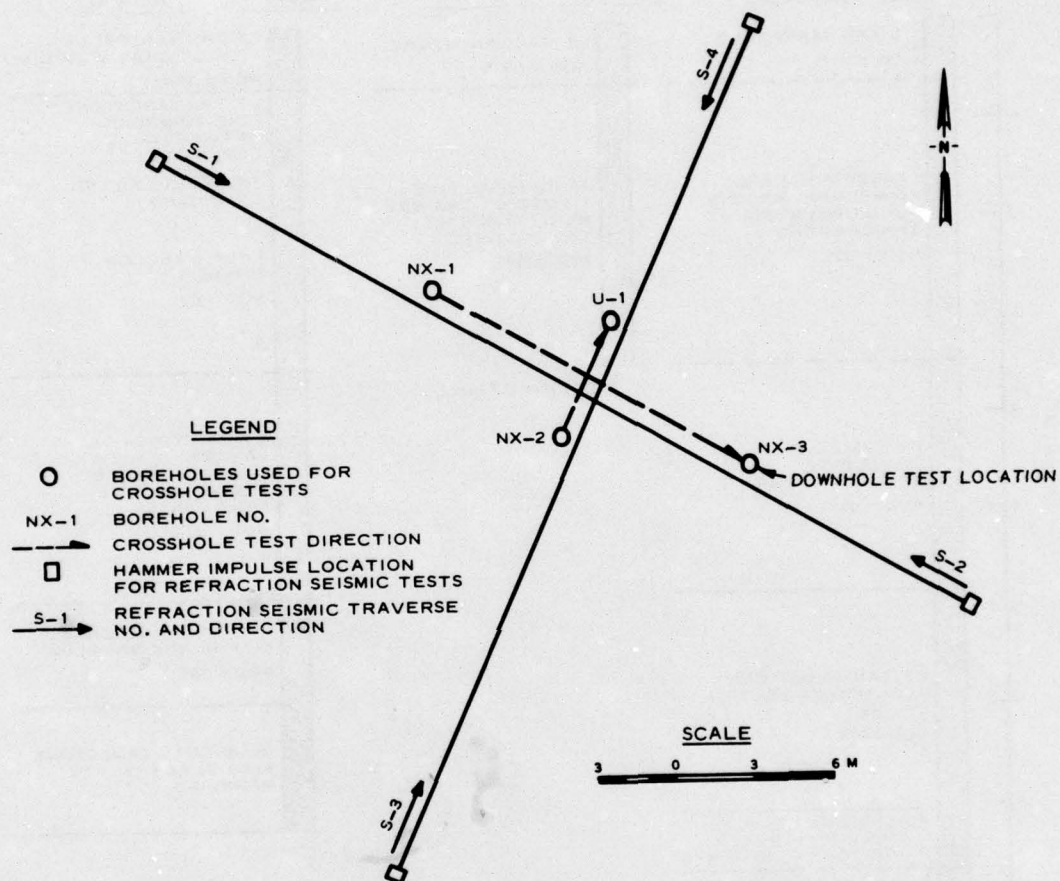 S-4
-N-
S-1
NX-1
U-1
NX-2
NX-3
DOWNHOLE TEST LOCATION
S-2
S-3
LEGEND
BOREHOLES USED FOR
CROSSHOLE TESTS
NX-1 BOREHOLE NO.
CROSSHOLE TEST DIRECTION
HAMMER IMPULSE LOCATION
FOR REFRACTION SEISMIC TESTS
S-1 REFRACTION SEISMIC TRAVERSE
NO. AND DIRECTION
SCALE
3 0 3 6 M